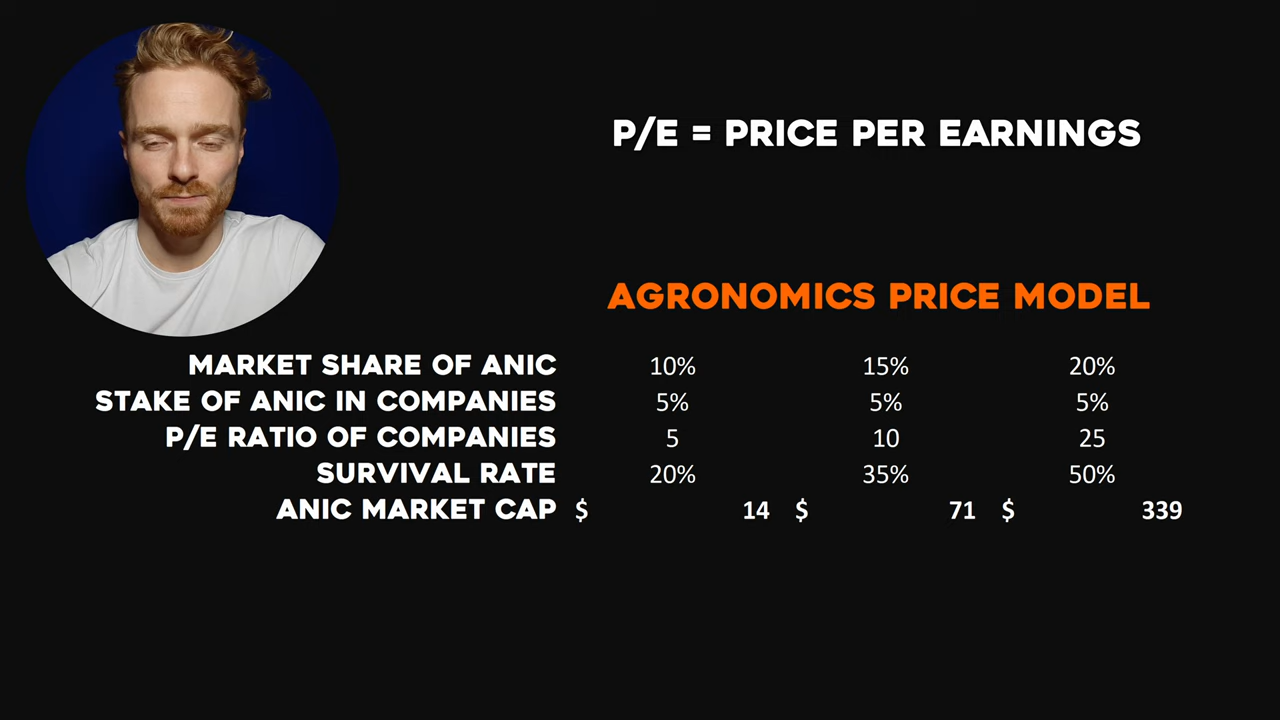 P/E = PRICE PER EARNINGS
AGRONOMICS PRICE MODEL
MARKET SHARE OF ANIC 10% 15% 20%
STAKE OF ANIC IN COMPANIES 5% 5% 5%
P/E RATIO OF COMPANIES 5 10 25
SURVIVAL RATE 20% 35% 50%
ANIC MARKET CAP $ 14 $ 71 $ 339